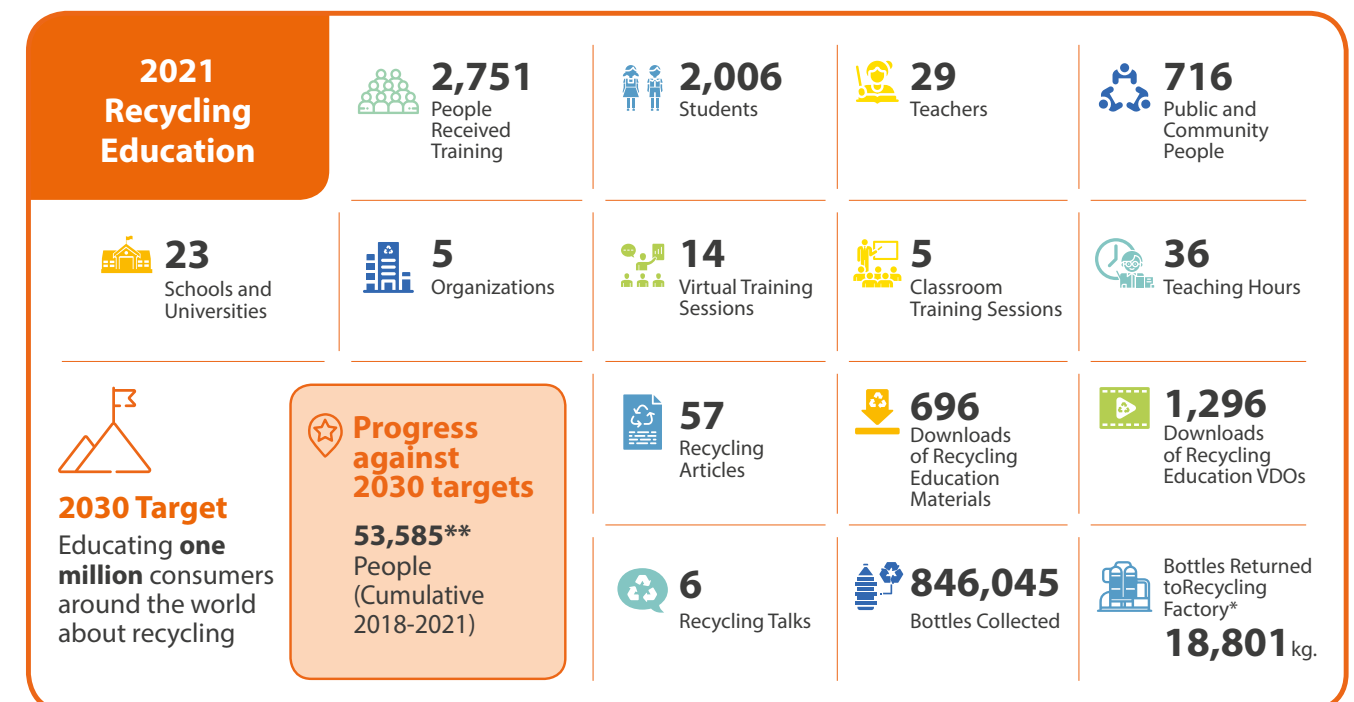 2021
Recycling
Education
2,751
People
Received
Training
2,006
Students
29
Teachers
716
Public and
Community
People
23
Schools and
Universities
5
Organizations
14
Virtual Training
Sessions
5
Classroom
Training Sessions
36
Teaching Hours
2030 Target
Educating one
million consumers
around the world
about recycling
Progress
against
2030 targets
53,585**
People
(Cumulative
2018-2021)
57
Recycling
Articles
696
Downloads
of Recycling
Education
Materials
1,296
Downloads
of Recycling
Education VDOs
6
Recycling Talks
846,045
Bottles Collected
Bottles Returned
toRecycling
Factory*
18,801 kg.